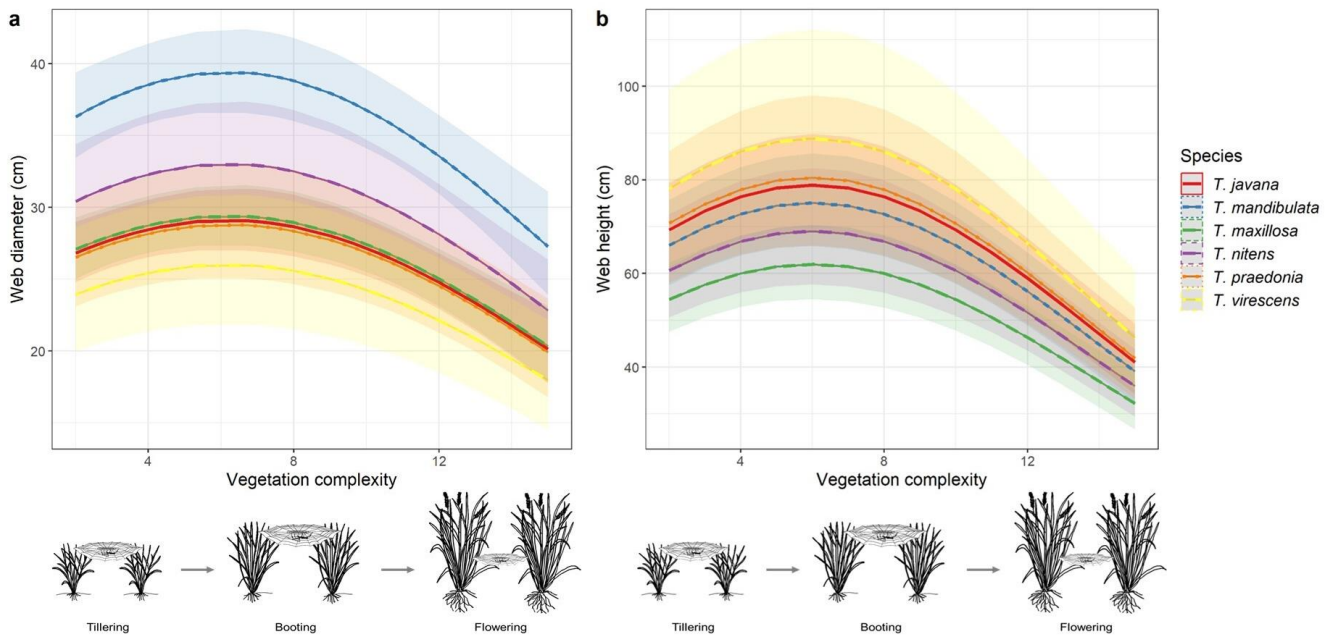 a
Web diameter (cm)
40
30
20
4
8
12
Vegetation complexity
Tillering
Booting
Flowering
b
Web height (cm)
100
80
60
40
4
8
12
Vegetation complexity
Tillering
Booting
Flowering
Species
T. javana
T. mandibulata
T. maxillosa
T. nitens
T. praedonia
T. virescens